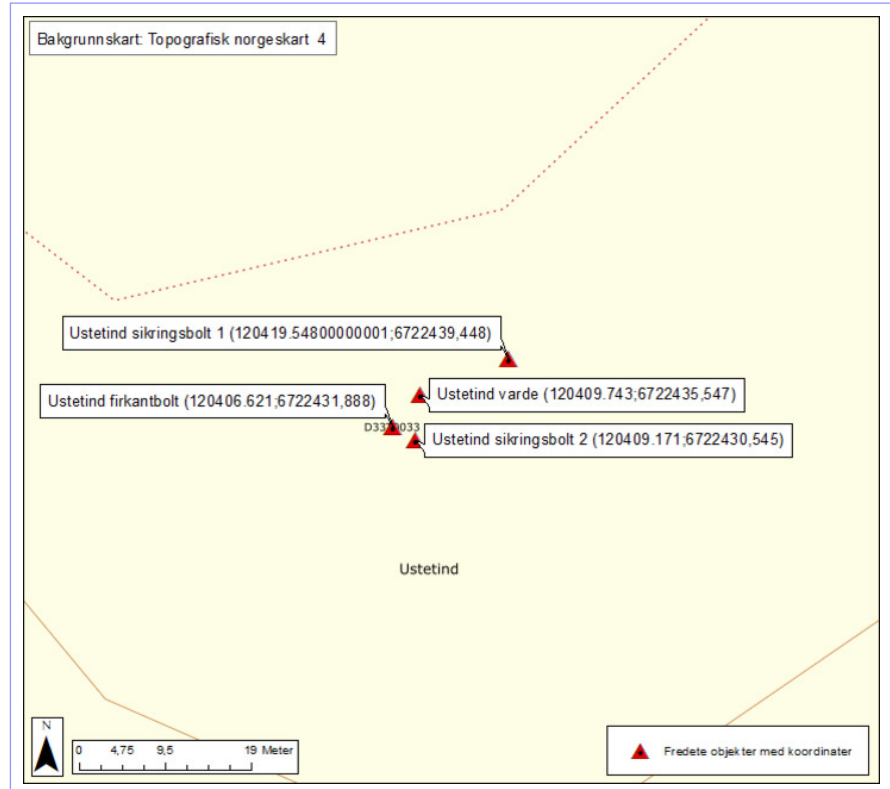 Bakgrunnskart: Topografisk norgeskart 4
Ustetind sikringsbolt 1 (120419.54800000001;6722439,448)
Ustetind varde (120409.743;6722435,547)
Ustetind firkantbolt (120406.621;6722431,888)
Ustetind sikringsbolt 2 (120409.171;6722430,545)
Ustetind
N
0 4,75 9,5 19 Meter
Fredete objekter med koordinater